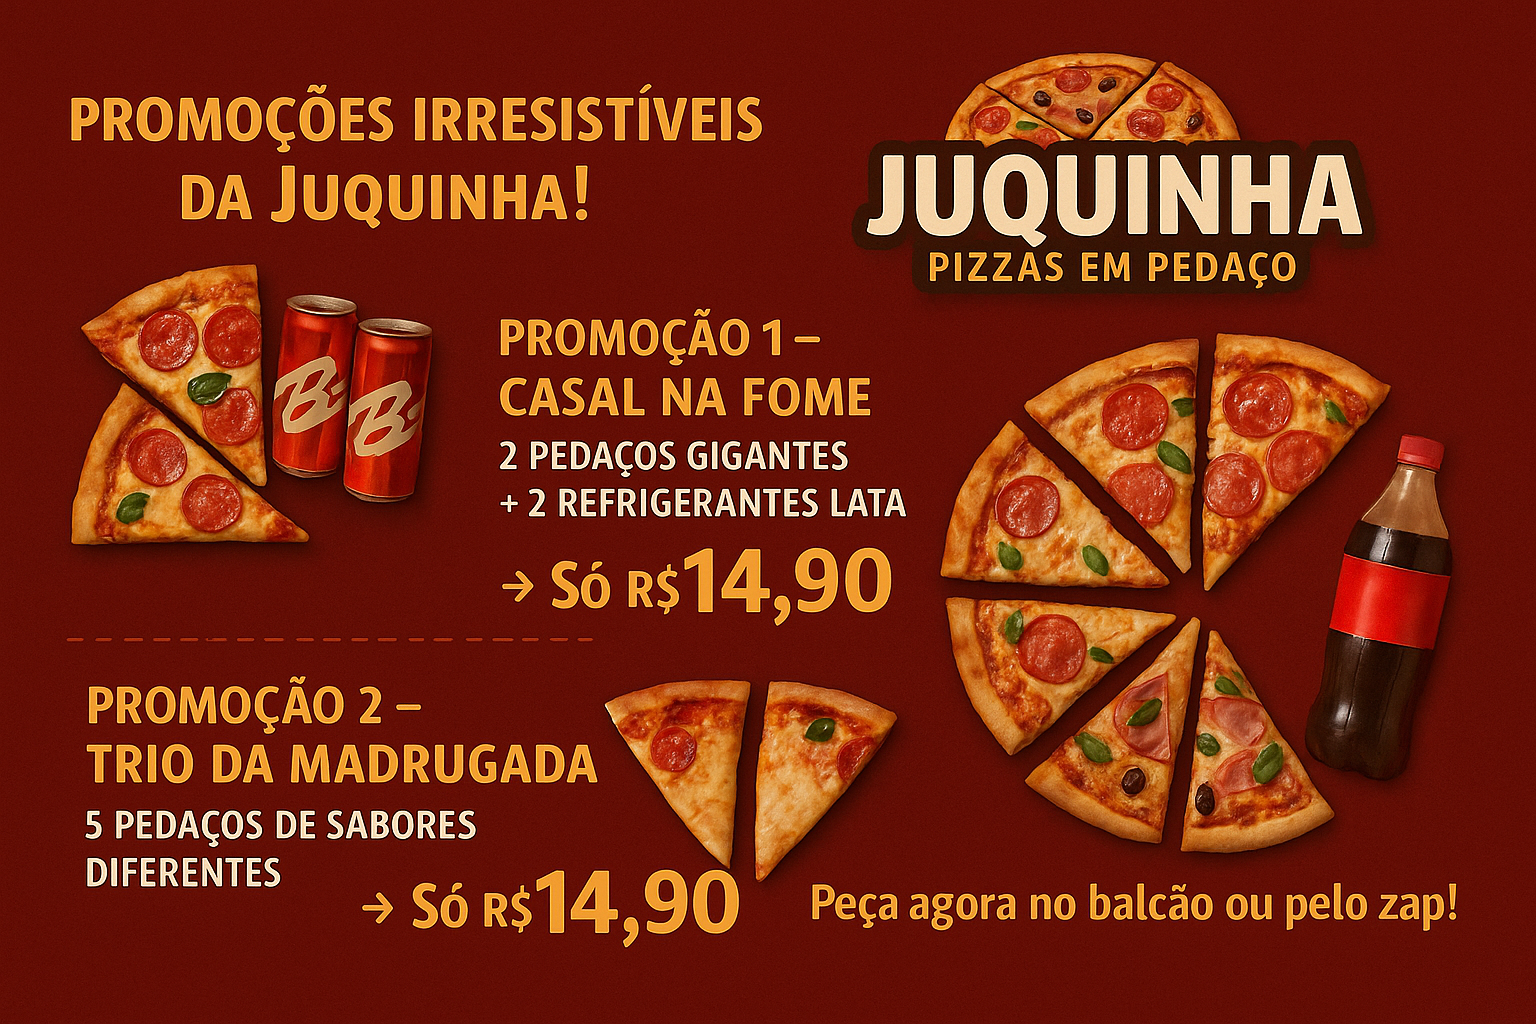 PROMOÇÕES IRRESISTÍVEIS
DA JUQUINHA!
JUQUINHA
PIZZAS EM PEDAÇO
PROMOÇÃO 1 –
CASAL NA FOME
2 PEDAÇOS GIGANTES
+ 2 REFRIGERANTES LATA
→ Só R$14,90
PROMOÇÃO 2 –
TRIO DA MADRUGADA
5 PEDAÇOS DE SABORES
DIFERENTES
→ Só R$14,90
Peça agora no balcão ou pelo zap!